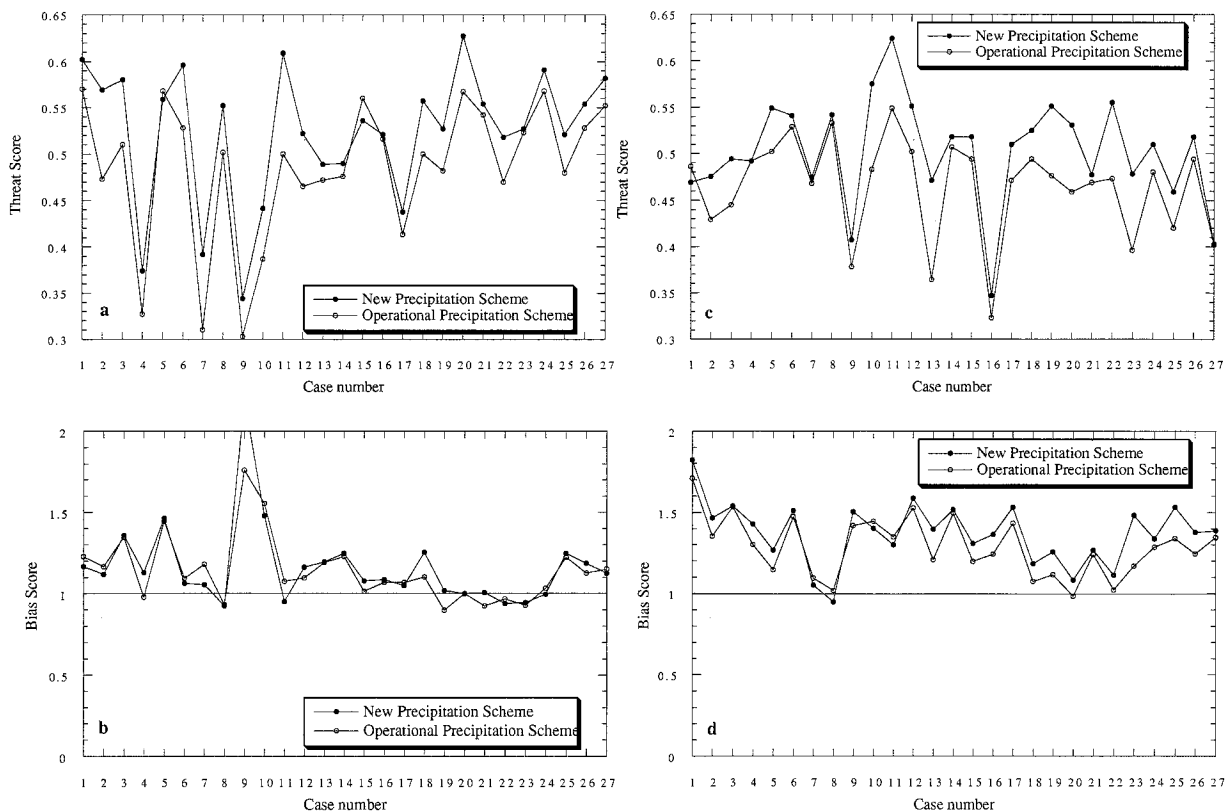 0.65
0.6
0.55
0.5
0.45
0.4
0.35
0.3
Threat Score
a
New Precipitation Scheme
Operational Precipitation Scheme
1 2 3 4 5 6 7 8 9 10 11 12 13 14 15 16 17 18 19 20 21 22 23 24 25 26 27
Case number
0.65
0.6
0.55
0.5
0.45
0.4
0.35
0.3
Threat Score
c
New Precipitation Scheme
Operational Precipitation Scheme
1 2 3 4 5 6 7 8 9 10 11 12 13 14 15 16 17 18 19 20 21 22 23 24 25 26 27
Case number
2
1.5
1
0.5
0
Bias Score
b
New Precipitation Scheme
Operational Precipitation Scheme
1 2 3 4 5 6 7 8 9 10 11 12 13 14 15 16 17 18 19 20 21 22 23 24 25 26 27
Case number
2
1.5
1
0.5
0
Bias Score
d
New Precipitation Scheme
Operational Precipitation Scheme
1 2 3 4 5 6 7 8 9 10 11 12 13 14 15 16 17 18 19 20 21 22 23 24 25 26 27
Case number